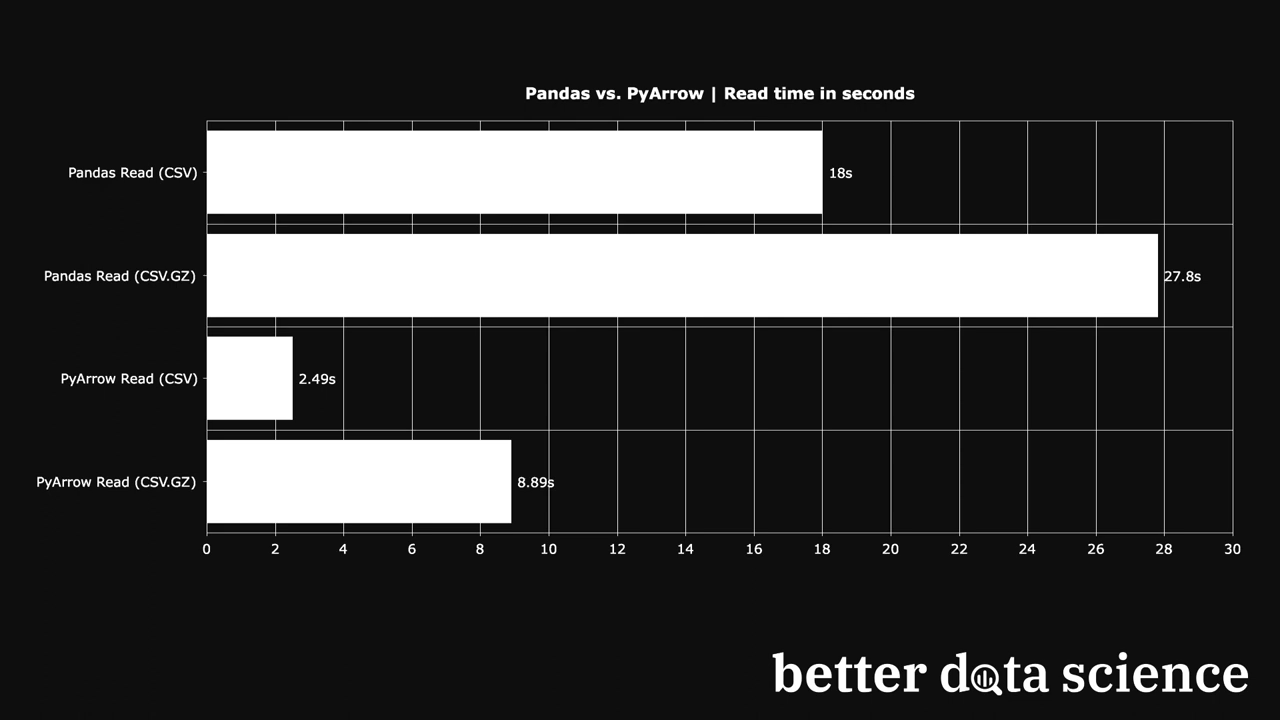 Pandas vs. PyArrow | Read time in seconds
Pandas Read (CSV)
18s
Pandas Read (CSV.GZ)
27.8s
PyArrow Read (CSV)
2.49s
PyArrow Read (CSV.GZ)
8.89s
0 2 4 6 8 10 12 14 16 18 20 22 24 26 28 30
better data science